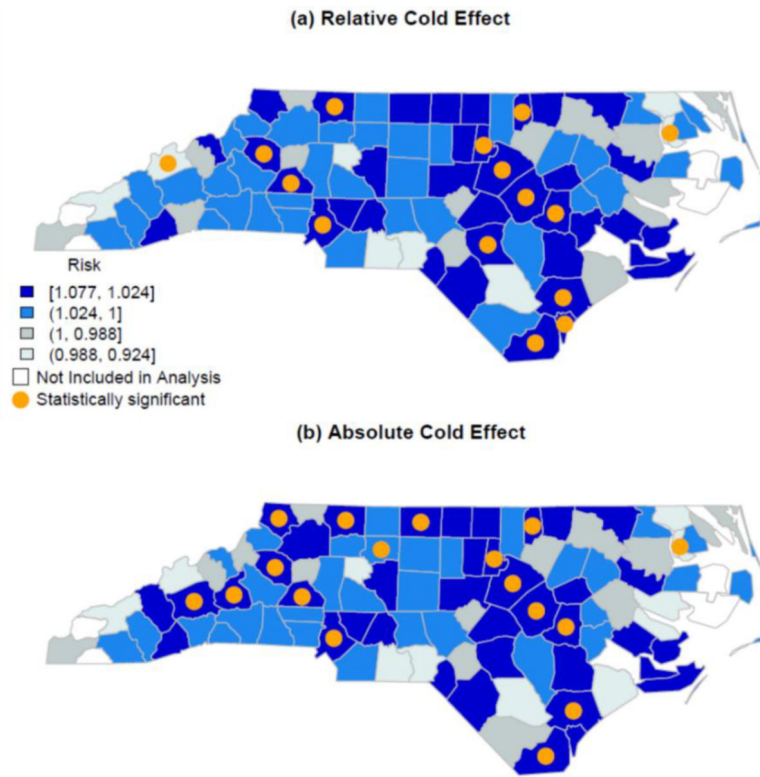 (a) Relative Cold Effect
Risk
[1.077, 1.024]
(1.024, 1]
(1, 0.988]
(0.988, 0.924]
Not Included in Analysis
Statistically significant
(b) Absolute Cold Effect